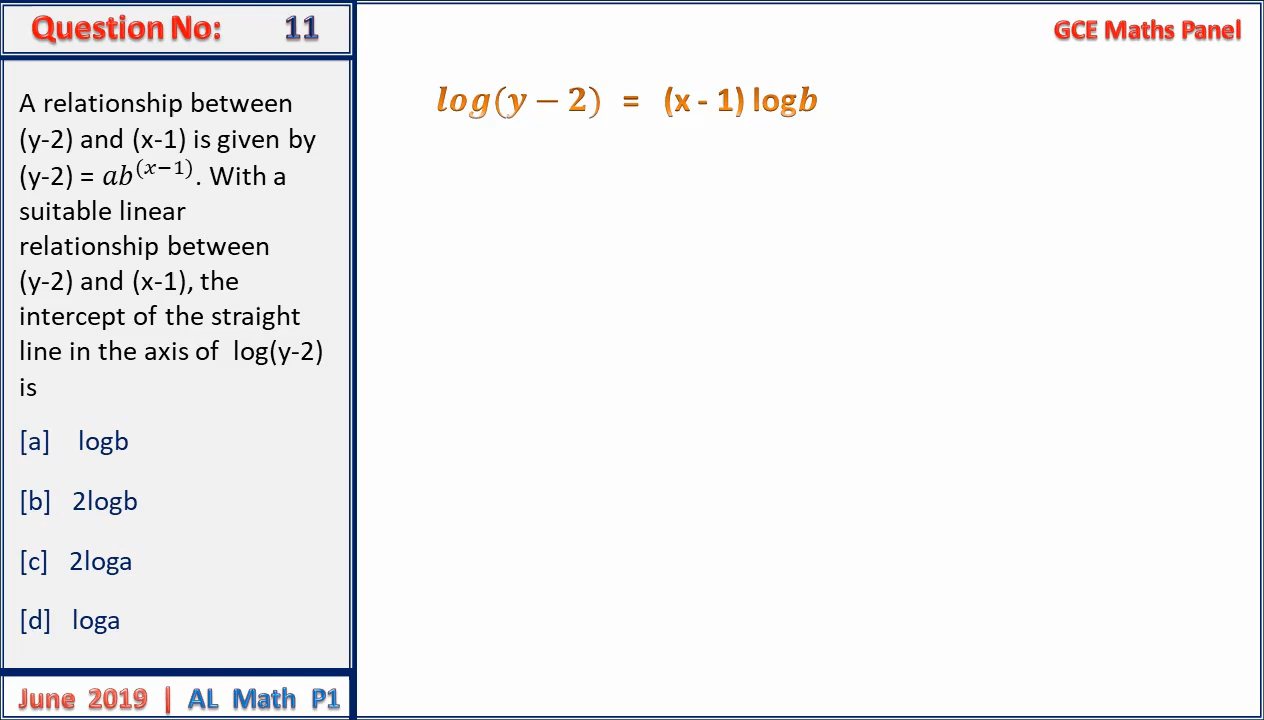 Question No: 11
GCE Maths Panel
A relationship between
(y-2) and (x-1) is given by
(y-2) = 𝑎𝑏^(𝑥−1). With a
suitable linear
relationship between
(y-2) and (x-1), the
intercept of the straight
line in the axis of log(y-2)
is
[a] logb
[b] 2logb
[c] 2loga
[d] loga
log(y − 2) = (x - 1) logb
June 2019 | AL Math P1